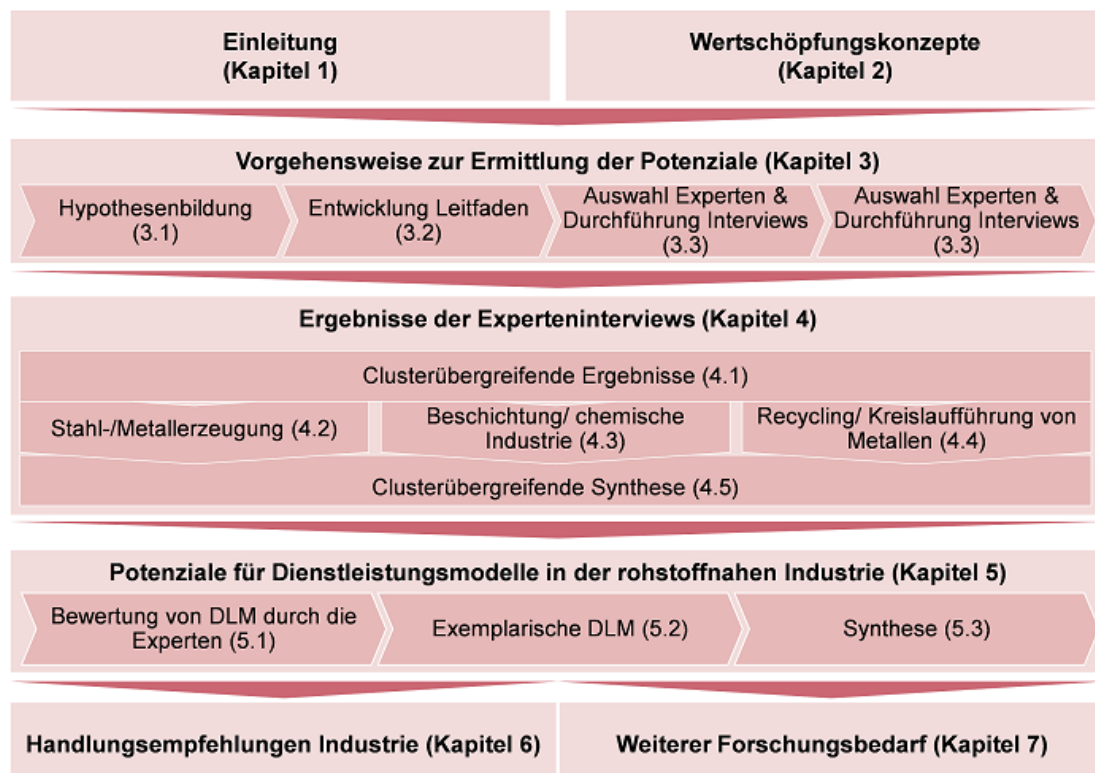 Einleitung
(Kapitel 1)
Wertschöpfungskonzepte
(Kapitel 2)
Vorgehensweise zur Ermittlung der Potenziale (Kapitel 3)
Hypothesenbildung
(3.1)
Entwicklung Leitfaden
(3.2)
Auswahl Experten &
Durchführung Interviews
(3.3)
Auswahl Experten &
Durchführung Interviews
(3.3)
Ergebnisse der Experteninterviews (Kapitel 4)
Clusterübergreifende Ergebnisse (4.1)
Stahl-/Metallerzeugung (4.2)
Beschichtung/ chemische
Industrie (4.3)
Recycling/ Kreislaufführung von
Metallen (4.4)
Clusterübergreifende Synthese (4.5)
Potenziale für Dienstleistungsmodelle in der rohstoffnahen Industrie (Kapitel 5)
Bewertung von DLM durch die
Experten (5.1)
Exemplarische DLM (5.2)
Synthese (5.3)
Handlungsempfehlungen Industrie (Kapitel 6)
Weiterer Forschungsbedarf (Kapitel 7)